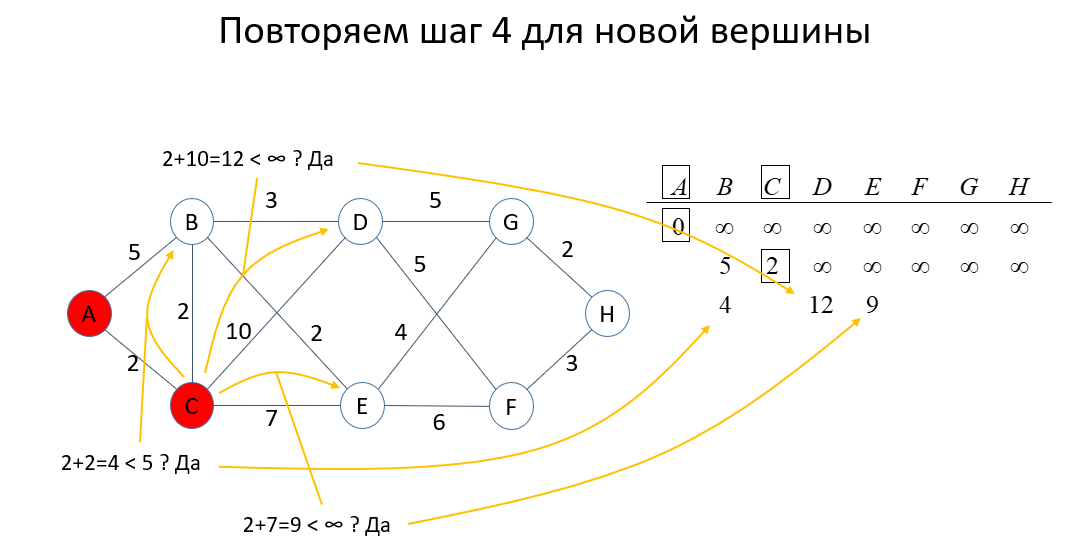 Повторяем шаг 4 для новой вершины
2+10=12 < ∞ ? Да
A B C D E F G H
0 ∞ ∞ ∞ ∞ ∞ ∞ ∞
5 2 ∞ ∞ ∞ ∞ ∞
4 12 9
3
5
B
D
G
5
5
2
A
2
10
2
4
H
2
3
C
7
E
6
F
2+2=4 < 5 ? Да
2+7=9 < ∞ ? Да